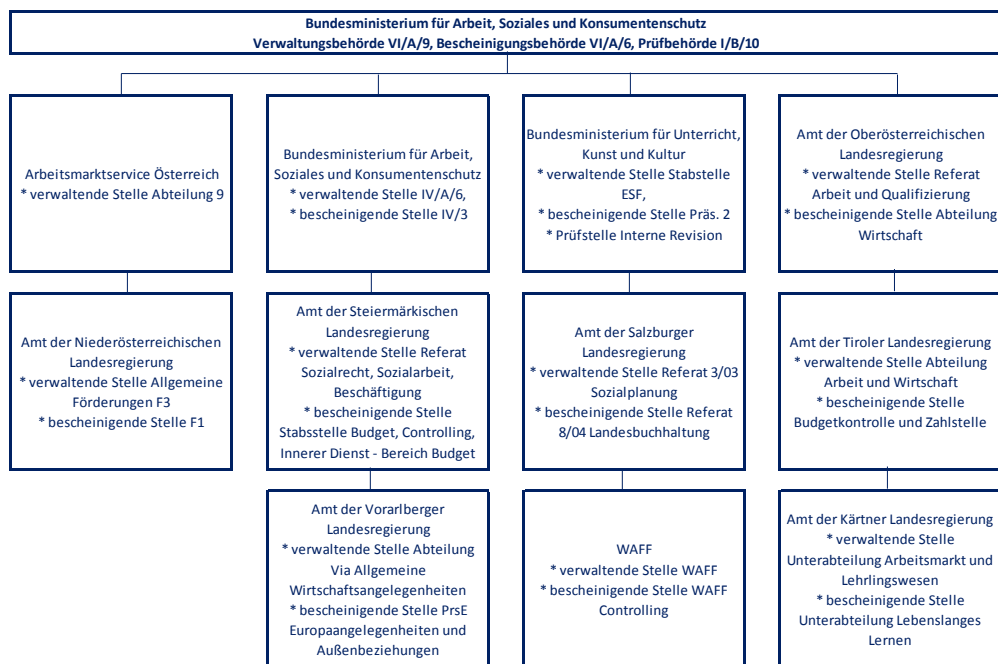 Bundesministerium für Arbeit, Soziales und Konsumentenschutz
Verwaltungsbehörde VI/A/9, Bescheinigungsbehörde VI/A/6, Prüfbehörde I/B/10
Arbeitsmarktservice Österreich
* verwaltende Stelle Abteilung 9
Bundesministerium für Arbeit,
Soziales und Konsumentenschutz
* verwaltende Stelle IV/A/6,
* bescheinigende Stelle IV/3
Bundesministerium für Unterricht,
Kunst und Kultur
* verwaltende Stelle Stabstelle
ESF,
* bescheinigende Stelle Präs. 2
* Prüfstelle Interne Revision
Amt der Oberösterreichischen
Landesregierung
* verwaltende Stelle Referat
Arbeit und Qualifizierung
* bescheinigende Stelle Abteilung
Wirtschaft
Amt der Niederösterreichischen
Landesregierung
* verwaltende Stelle Allgemeine
Förderungen F3
* bescheinigende Stelle F1
Amt der Steiermärkischen
Landesregierung
* verwaltende Stelle Referat
Sozialrecht, Sozialarbeit,
Beschäftigung
* bescheinigende Stelle
Stabsstelle Budget, Controlling,
Innerer Dienst - Bereich Budget
Amt der Salzburger
Landesregierung
* verwaltende Stelle Referat 3/03
Sozialplanung
* bescheinigende Stelle Referat
8/04 Landesbuchhaltung
Amt der Tiroler Landesregierung
* verwaltende Stelle Abteilung
Arbeit und Wirtschaft
* bescheinigende Stelle
Budgetkontrolle und Zahlstelle
Amt der Vorarlberger
Landesregierung
* verwaltende Stelle Abteilung
Via Allgemeine
Wirtschaftsangelegenheiten
* bescheinigende Stelle PrsE
Europaangelegenheiten und
Außenbeziehungen
WAFF
* verwaltende Stelle WAFF
* bescheinigende Stelle WAFF
Controlling
Amt der Kärtner Landesregierung
* verwaltende Stelle
Unterabteilung Arbeitsmarkt und
Lehrlingswesen
* bescheinigende Stelle
Unterabteilung Lebenslanges
Lernen